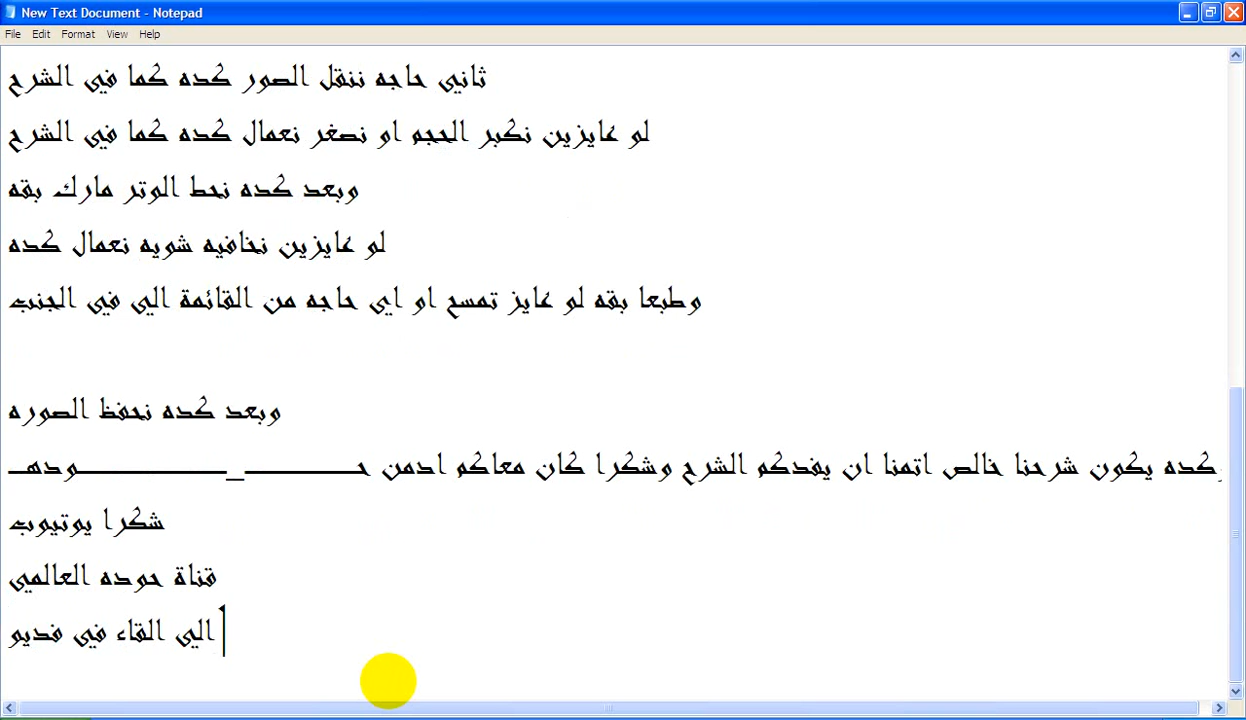 New Text Document - Notepad
File Edit Format View Help
ثاني حاجه ننقل الصور كده كما في الشرح
لو عايزين نكبر الحجم او نصغر نعمال كده كما في الشرح
وبعد كده نحط الوتر مارك بقه
لو عايزين نخافيه شويه نعمال كده
وطبعا بقه لو عايز تمسح او اي حاجه من القائمة الي في الجنب
وبعد كده نحفظ الصوره
وكده يكون شرحنا خالص اتمنا ان يفدكم الشرح وشكرا كان معاكم ادمن حـــــــــ_ـــــــــــودهـ
شكرا يوتيوب
قناة حوده العالمي
الي القاء في فديو